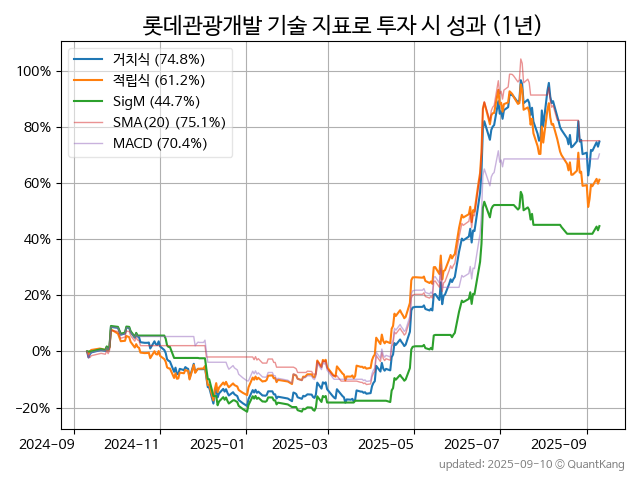 롯데관광개발 기술 지표로 투자 시 성과 (1년)
거치식 (74.8%)
적립식 (61.2%)
SigM (44.7%)
SMA(20) (75.1%)
MACD (70.4%)
100%
80%
60%
40%
20%
0%
−20%
2024-09
2024-11
2025-01
2025-03
2025-05
2025-07
2025-09
updated: 2025-09-10 © QuantKang